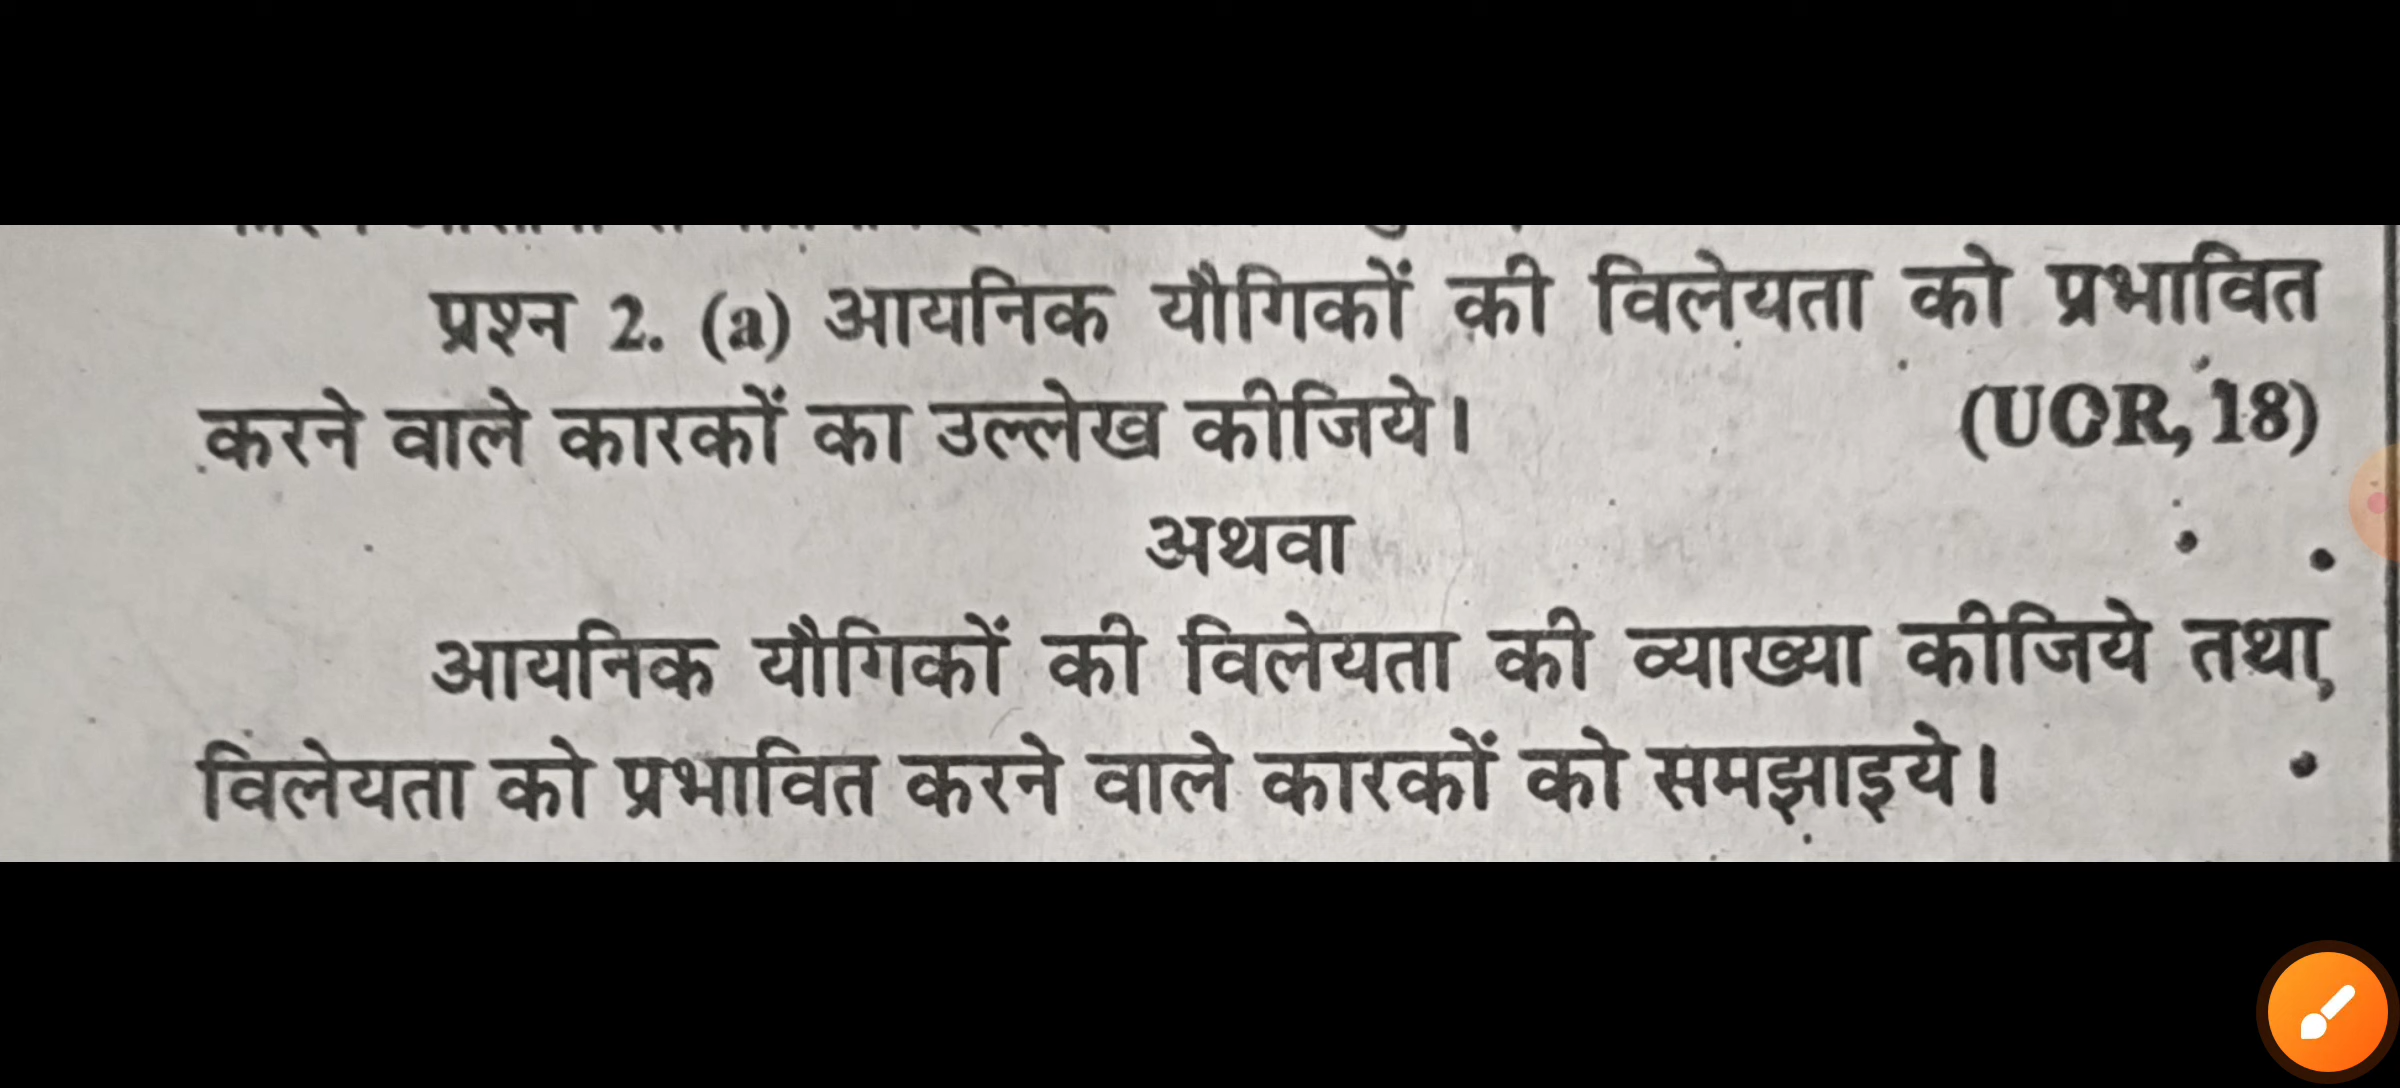 प्रश्न 2. (a) आयनिक यौगिकों की विलेयता को प्रभावित
करने वाले कारकों का उल्लेख कीजिये। (UOR, 18)
अथवा
आयनिक यौगिकों की विलेयता की व्याख्या कीजिये तथा
विलेयता को प्रभावित करने वाले कारकों को समझाइये।